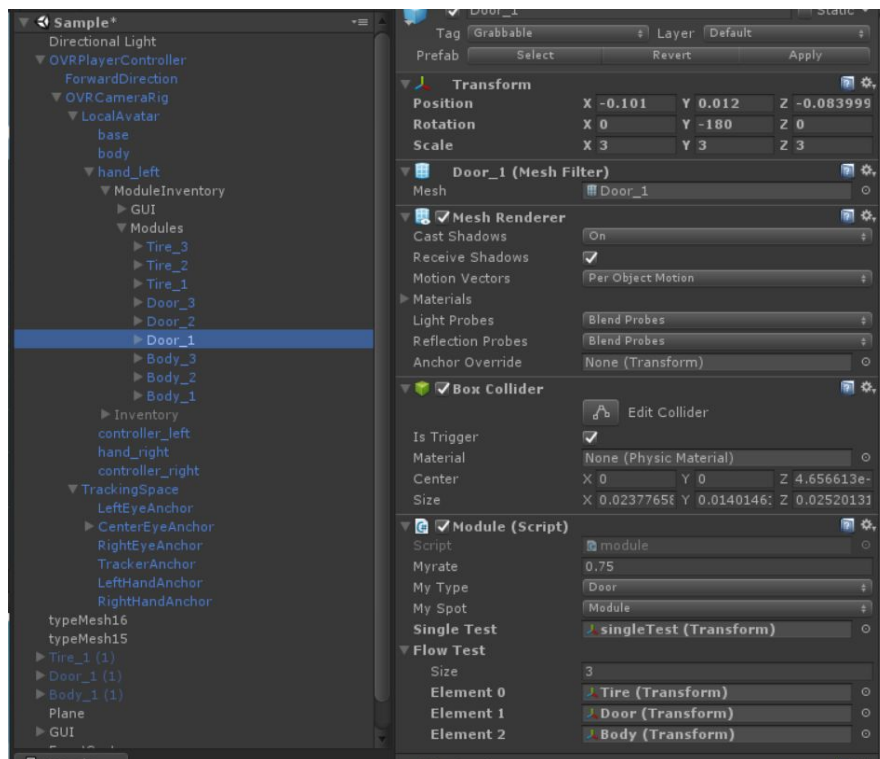 Sample*
Directional Light
OVRPlayerController
ForwardDirection
OVRCameraRig
LocalAvatar
base
body
hand_left
ModuleInventory
GUI
Modules
Tire_3
Tire_2
Tire_1
Door_3
Door_2
Door_1
Body_3
Body_2
Body_1
Inventory
controller_left
hand_right
controller_right
TrackingSpace
LeftEyeAnchor
CenterEyeAnchor
RightEyeAnchor
TrackerAnchor
LeftHandAnchor
RightHandAnchor
typeMesh16
typeMesh15
Tire_1 (1)
Door_1 (1)
Body_1 (1)
Plane
GUI
Door_1 Static
Tag Grabbable Layer Default
Prefab Select Revert Apply
Transform
Position X -0.101 Y 0.012 Z -0.083999
Rotation X 0 Y -180 Z 0
Scale X 3 Y 3 Z 3
Door_1 (Mesh Filter)
Mesh Door_1
Mesh Renderer
Cast Shadows On
Receive Shadows
Motion Vectors Per Object Motion
Materials
Light Probes Blend Probes
Reflection Probes Blend Probes
Anchor Override None (Transform)
Box Collider
Edit Collider
Is Trigger
Material None (Physic Material)
Center X 0 Y 0 Z 4.656613e-
Size X 0.0237765 Y 0.0140146 Z 0.0252013
Module (Script)
Script module
Myrate 0.75
My Type Door
My Spot Module
Single Test singleTest (Transform)
Flow Test
Size 3
Element 0 Tire (Transform)
Element 1 Door (Transform)
Element 2 Body (Transform)